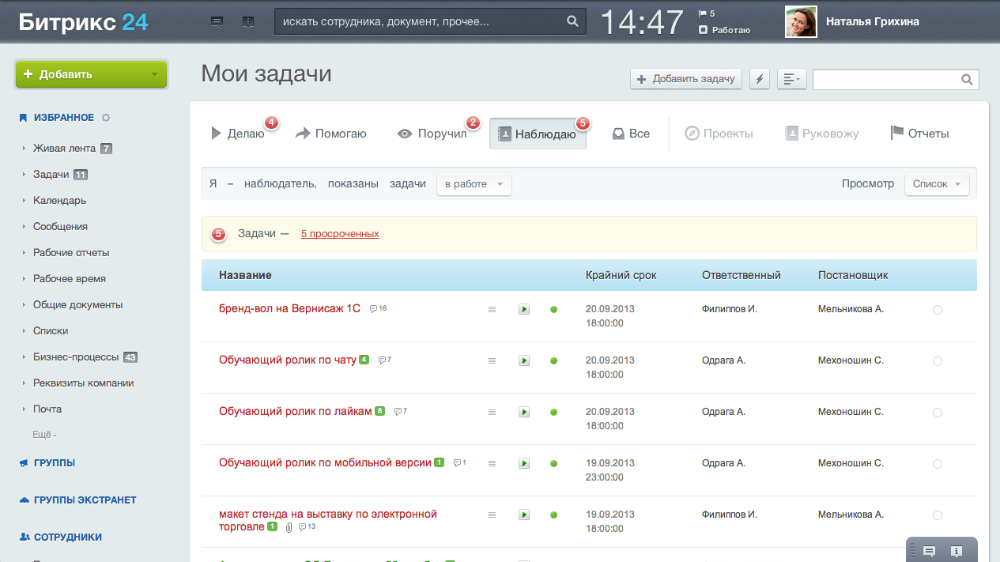 Битрикс 24
искать сотрудника, документ, прочее...
14:47
5
Работаю
Наталья Грихина
Добавить
ИЗБРАННОЕ
Живая лента 7
Задачи 11
Календарь
Сообщения
Рабочие отчеты
Рабочее время
Общие документы
Списки
Бизнес-процессы 43
Реквизиты компании
Почта
Ещё
ГРУППЫ
ГРУППЫ ЭКСТРАНЕТ
СОТРУДНИКИ
Мои задачи
Добавить задачу
Делаю 4
Помогаю
Поручил 2
Наблюдаю 5
Все
Проекты
Руковожу
Отчеты
Я – наблюдатель, показаны задачи в работе
Просмотр Список
5 Задачи — 5 просроченных
Название Крайний срок Ответственный Постановщик
бренд-вол на Вернисаж 1С 16 20.09.2013 Филиппов И. Мельникова А.
18:00:00
Обучающий ролик по чату 4 7 20.09.2013 Одрага А. Мехоношин С.
18:00:00
Обучающий ролик по лайкам 8 7 20.09.2013 Одрага А. Мехоношин С.
18:00:00
Обучающий ролик по мобильной версии 1 1 19.09.2013 Одрага А. Мехоношин С.
23:00:00
макет стенда на выставку по электронной 19.09.2013 Филиппов И. Мельникова А.
торговле 1 13 18:00:00